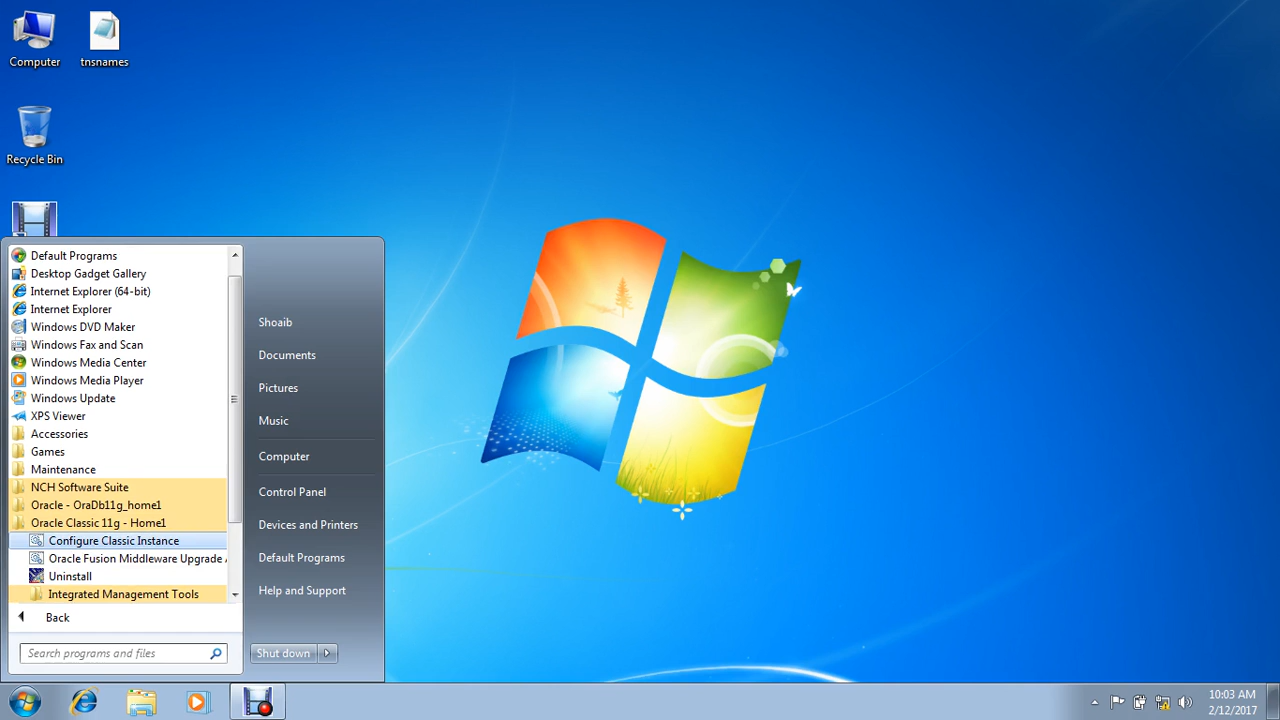 Computer
tnsnames
Recycle Bin
Default Programs
Desktop Gadget Gallery
Internet Explorer (64-bit)
Internet Explorer
Windows DVD Maker
Windows Fax and Scan
Windows Media Center
Windows Media Player
Windows Update
XPS Viewer
Accessories
Games
Maintenance
NCH Software Suite
Oracle - OraDb11g_home1
Oracle Classic 11g - Home1
Configure Classic Instance
Oracle Fusion Middleware Upgrade
Uninstall
Integrated Management Tools
Back
Search programs and files
Shoaib
Documents
Pictures
Music
Computer
Control Panel
Devices and Printers
Default Programs
Help and Support
Shut down
10:03 AM
2/12/2017